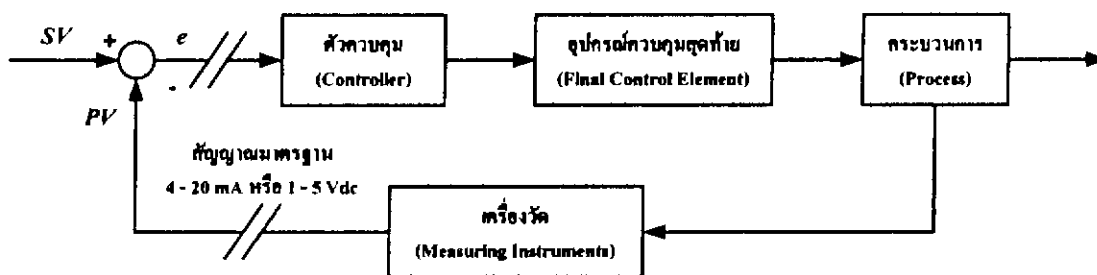 SV
+
e
-
PV
ตัวควบคุม
(Controller)
อุปกรณ์ควบคุมสุดท้าย
(Final Control Element)
กระบวนการ
(Process)
สัญญาณมาตรฐาน
4 - 20 mA หรือ 1 - 5 Vdc
เครื่องวัด
(Measuring Instruments)